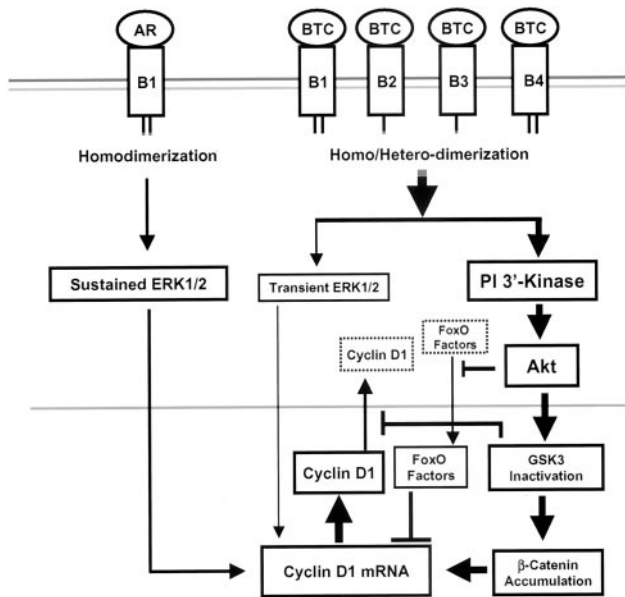 AR
BTC
BTC
BTC
BTC
B1
B1
B2
B3
B4
Homodimerization
Homo/Hetero-dimerization
Sustained ERK1/2
Transient ERK1/2
PI 3'-Kinase
Cyclin D1
FoxO
Factors
Akt
Cyclin D1
FoxO
Factors
GSK3
Inactivation
Cyclin D1 mRNA
β-Catenin
Accumulation